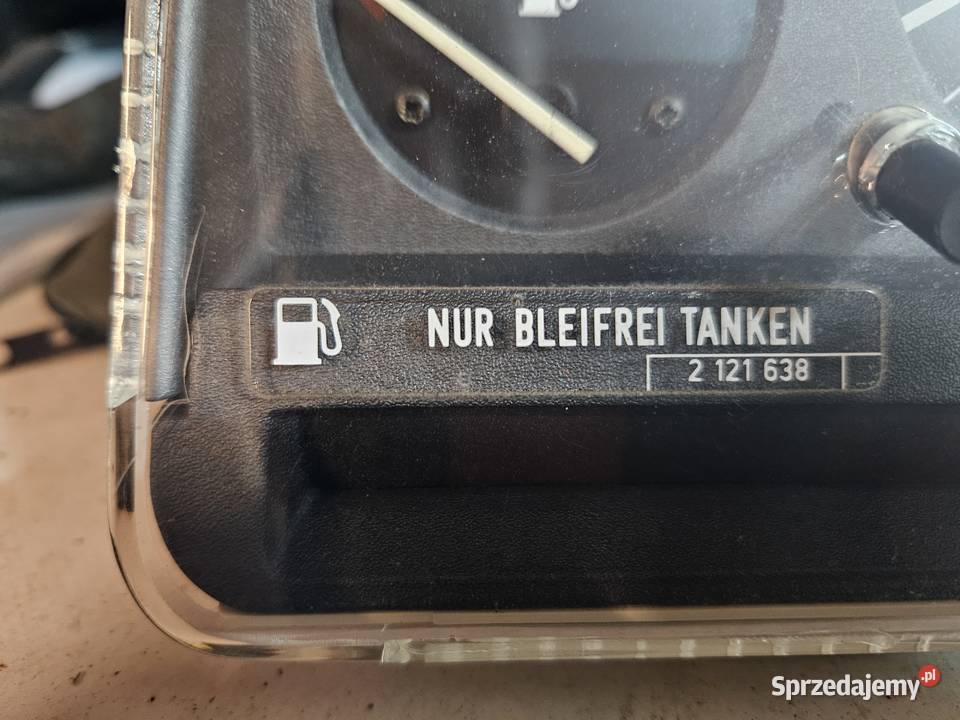 NUR BLEIFREI TANKEN
2 121 638
Sprzedajemy.pl